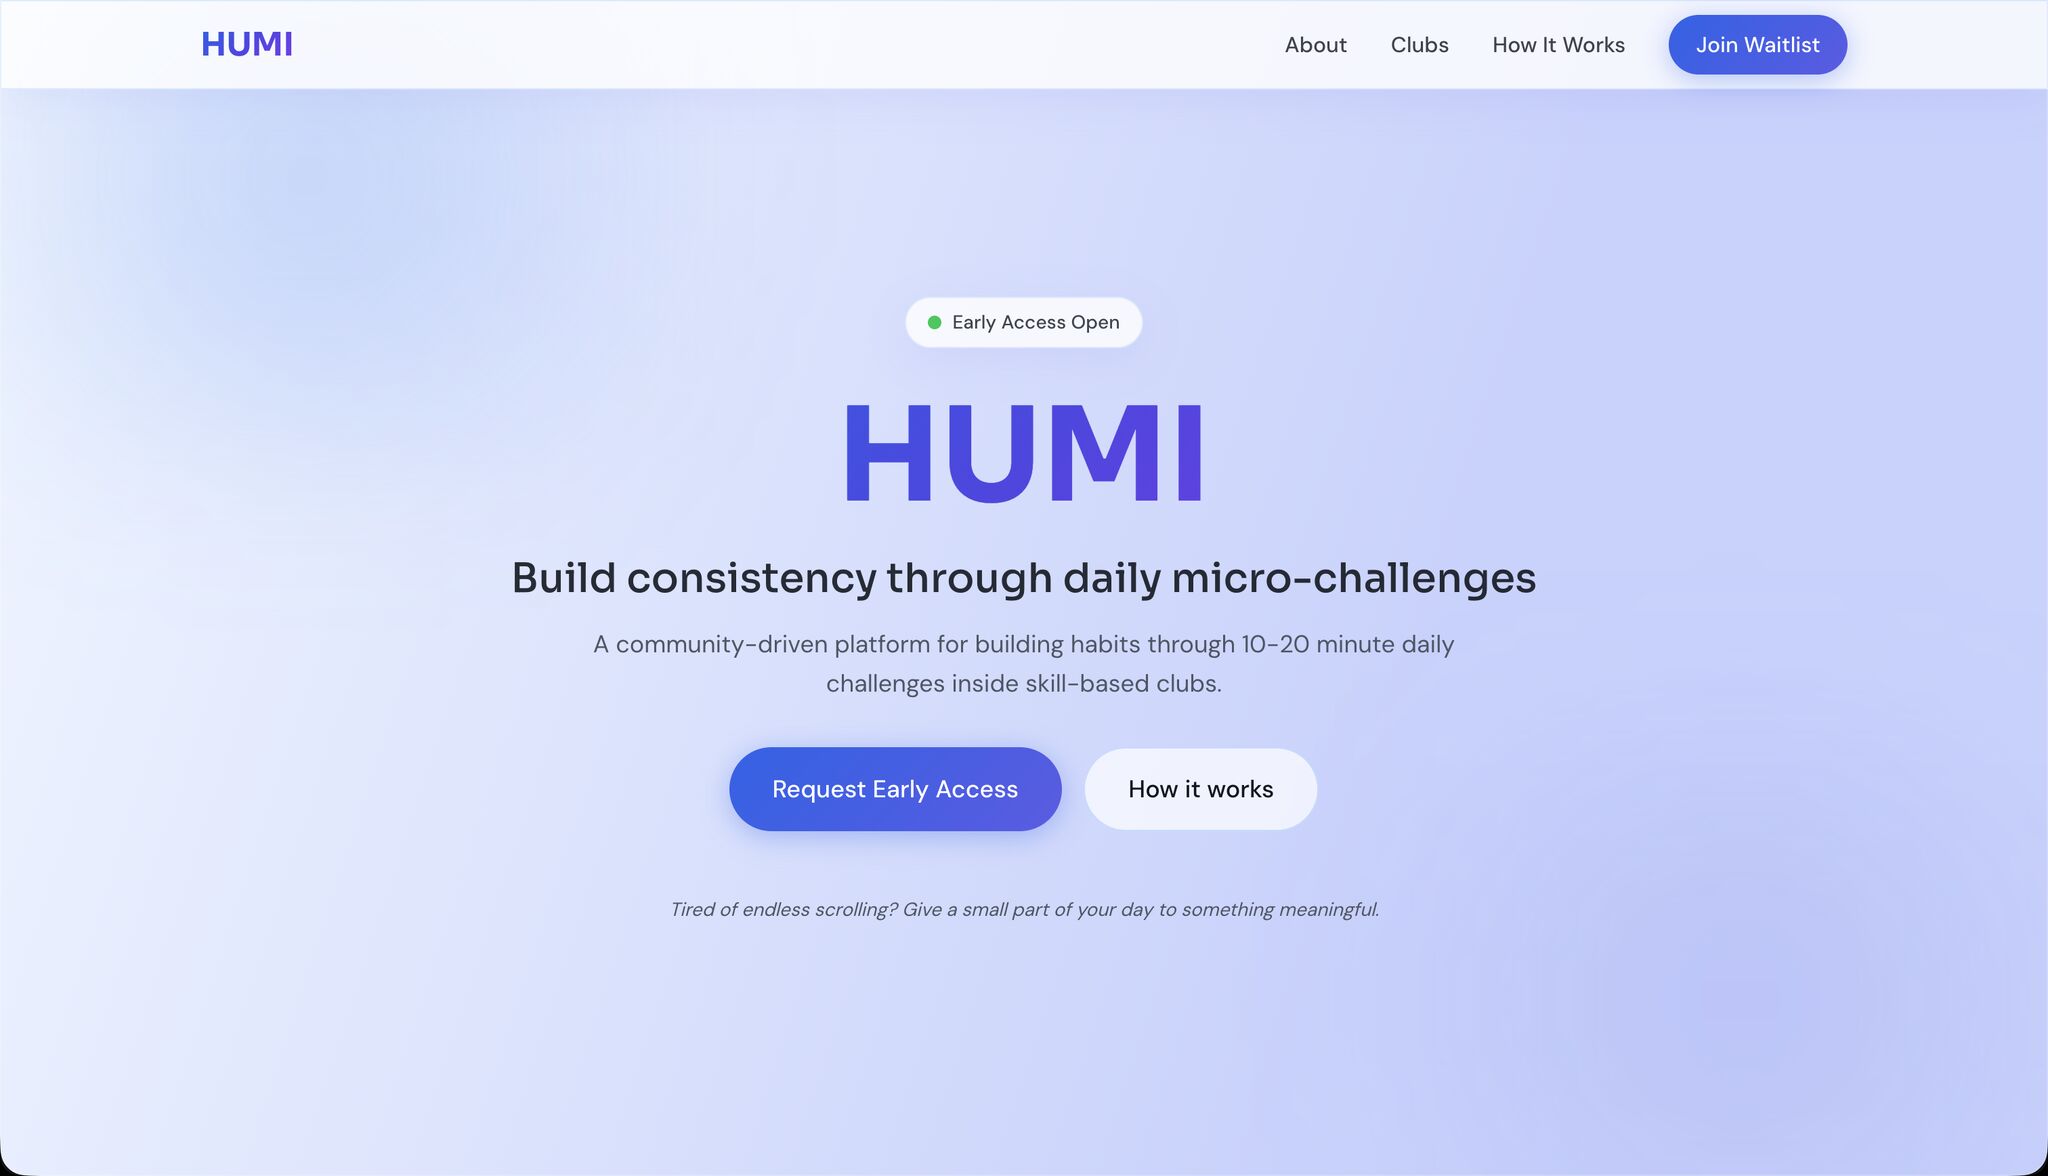 HUMI
About
Clubs
How It Works
Join Waitlist
Early Access Open
HUMI
Build consistency through daily micro-challenges
A community-driven platform for building habits through 10-20 minute daily
challenges inside skill-based clubs.
Request Early Access
How it works
Tired of endless scrolling? Give a small part of your day to something meaningful.